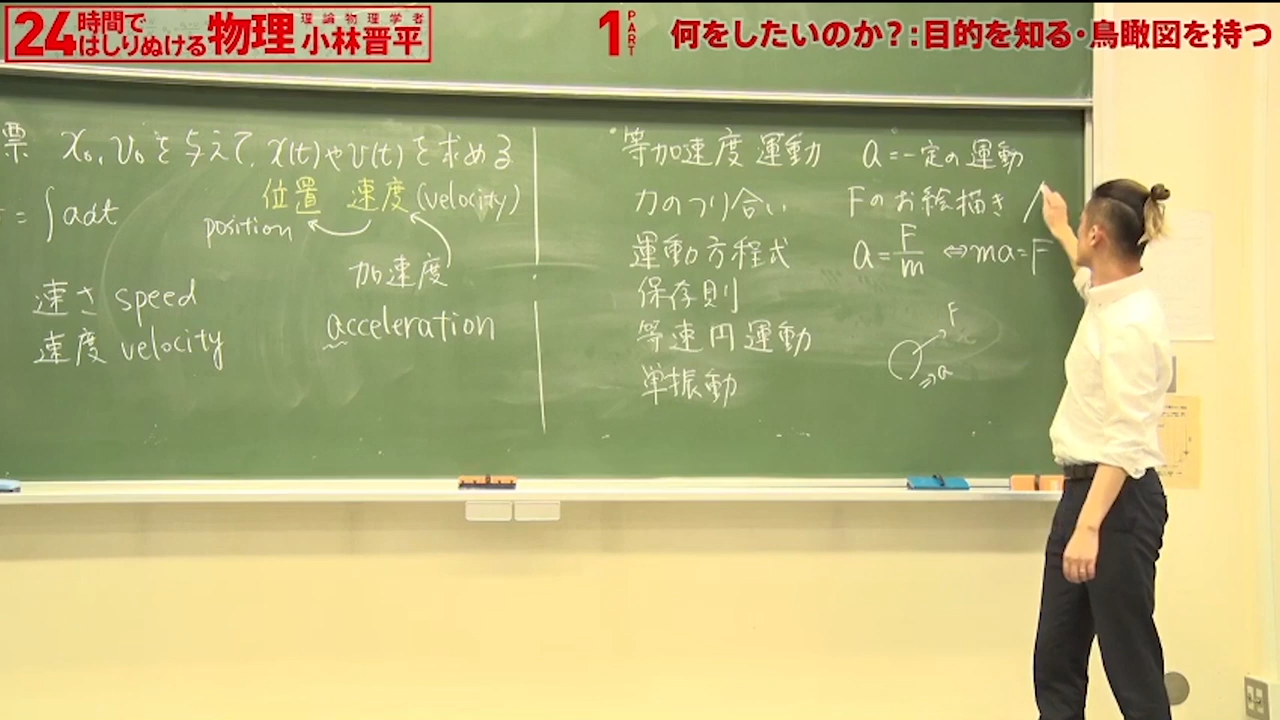 24時間ではしりぬける物理
理論物理学者
小林晋平
PART 1
何をしたいのか?:目的を知る・鳥瞰図を持つ
票 x₀, v₀を与えて, x(t)やv(t)を求める
位置 速度 (velocity)
= ∫adt
position
加速度
速さ speed
acceleration
速度 velocity
等加速度運動 a=一定の運動
力のつり合い Fのお絵描き
運動方程式 a=F/m ⇔ ma=F
保存則
等速円運動
F
⇒a
単振動